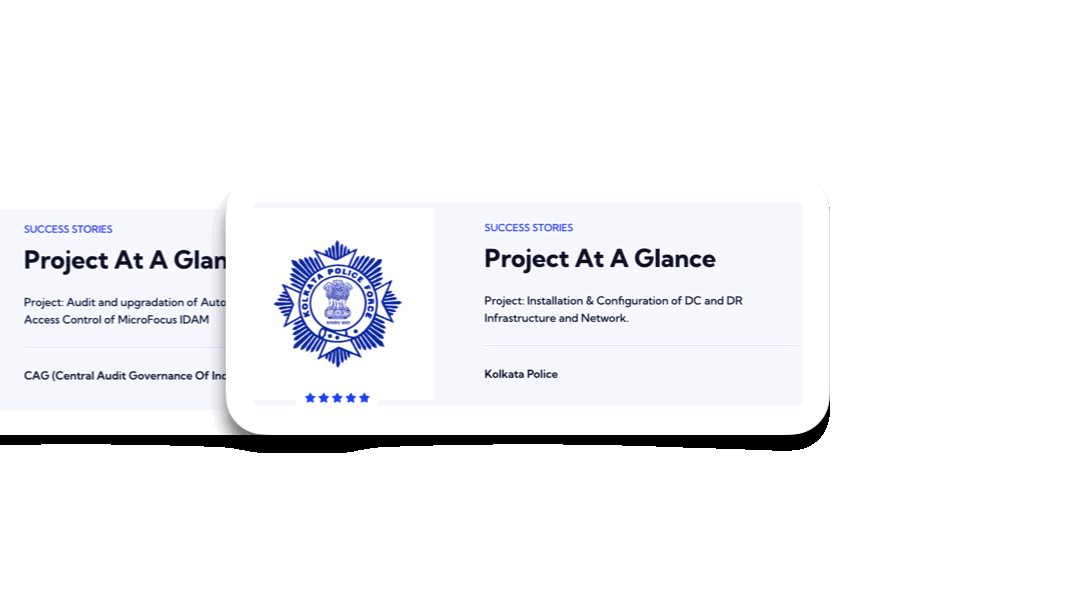 SUCCESS STORIES
Project At A Glan
Project: Audit and upgradation of Auto
Access Control of MicroFocus IDAM
CAG (Central Audit Governance Of Ind
KOLKATA POLICE FORCE
SUCCESS STORIES
Project At A Glance
Project: Installation & Configuration of DC and DR
Infrastructure and Network.
Kolkata Police